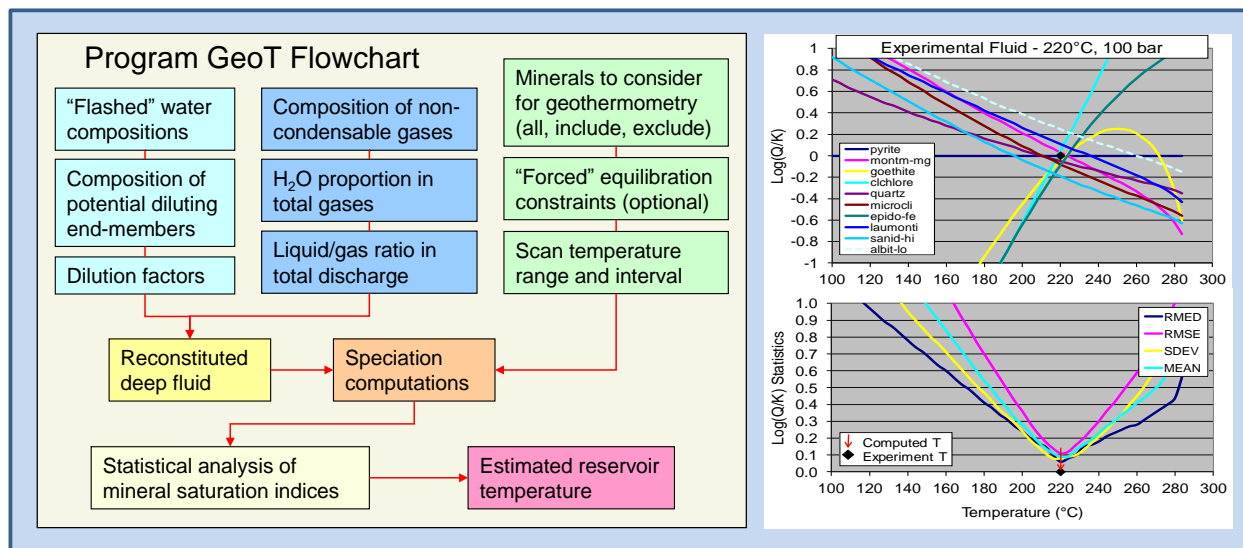 Program GeoT Flowchart
“Flashed” water
compositions
Composition of
potential diluting
end-members
Dilution factors
Composition of non-
condensable gases
H₂O proportion in
total gases
Liquid/gas ratio in
total discharge
Minerals to consider
for geothermometry
(all, include, exclude)
“Forced” equilibration
constraints (optional)
Scan temperature
range and interval
Reconstituted
deep fluid
Speciation
computations
Statistical analysis of
mineral saturation indices
Estimated reservoir
temperature
Experimental Fluid - 220°C, 100 bar
Log(Q/K)
1
0.8
0.6
0.4
0.2
0
-0.2
-0.4
-0.6
-0.8
-1
pyrite
montm-mg
goethite
clchlore
quartz
microcli
epido-fe
laumonti
sanid-hi
albit-lo
100 120 140 160 180 200 220 240 260 280 300
Log(Q/K) Statistics
1.0
0.9
0.8
0.7
0.6
0.5
0.4
0.3
0.2
0.1
0.0
RMED
RMSE
SDEV
MEAN
Computed T
Experiment T
100 120 140 160 180 200 220 240 260 280 300
Temperature (°C)